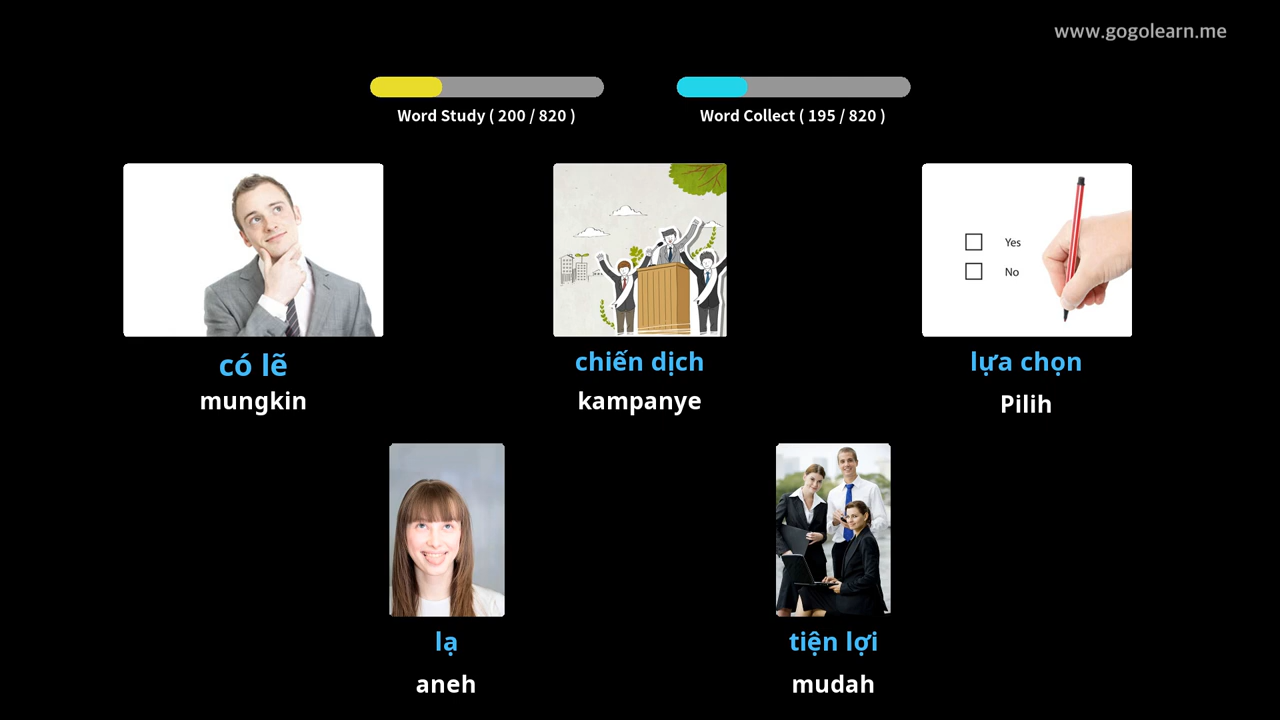 www.gogolearn.me
Word Study ( 200 / 820 )
Word Collect ( 195 / 820 )
Yes
No
có lẽ
mungkin
chiến dịch
kampanye
lựa chọn
Pilih
lạ
aneh
tiện lợi
mudah